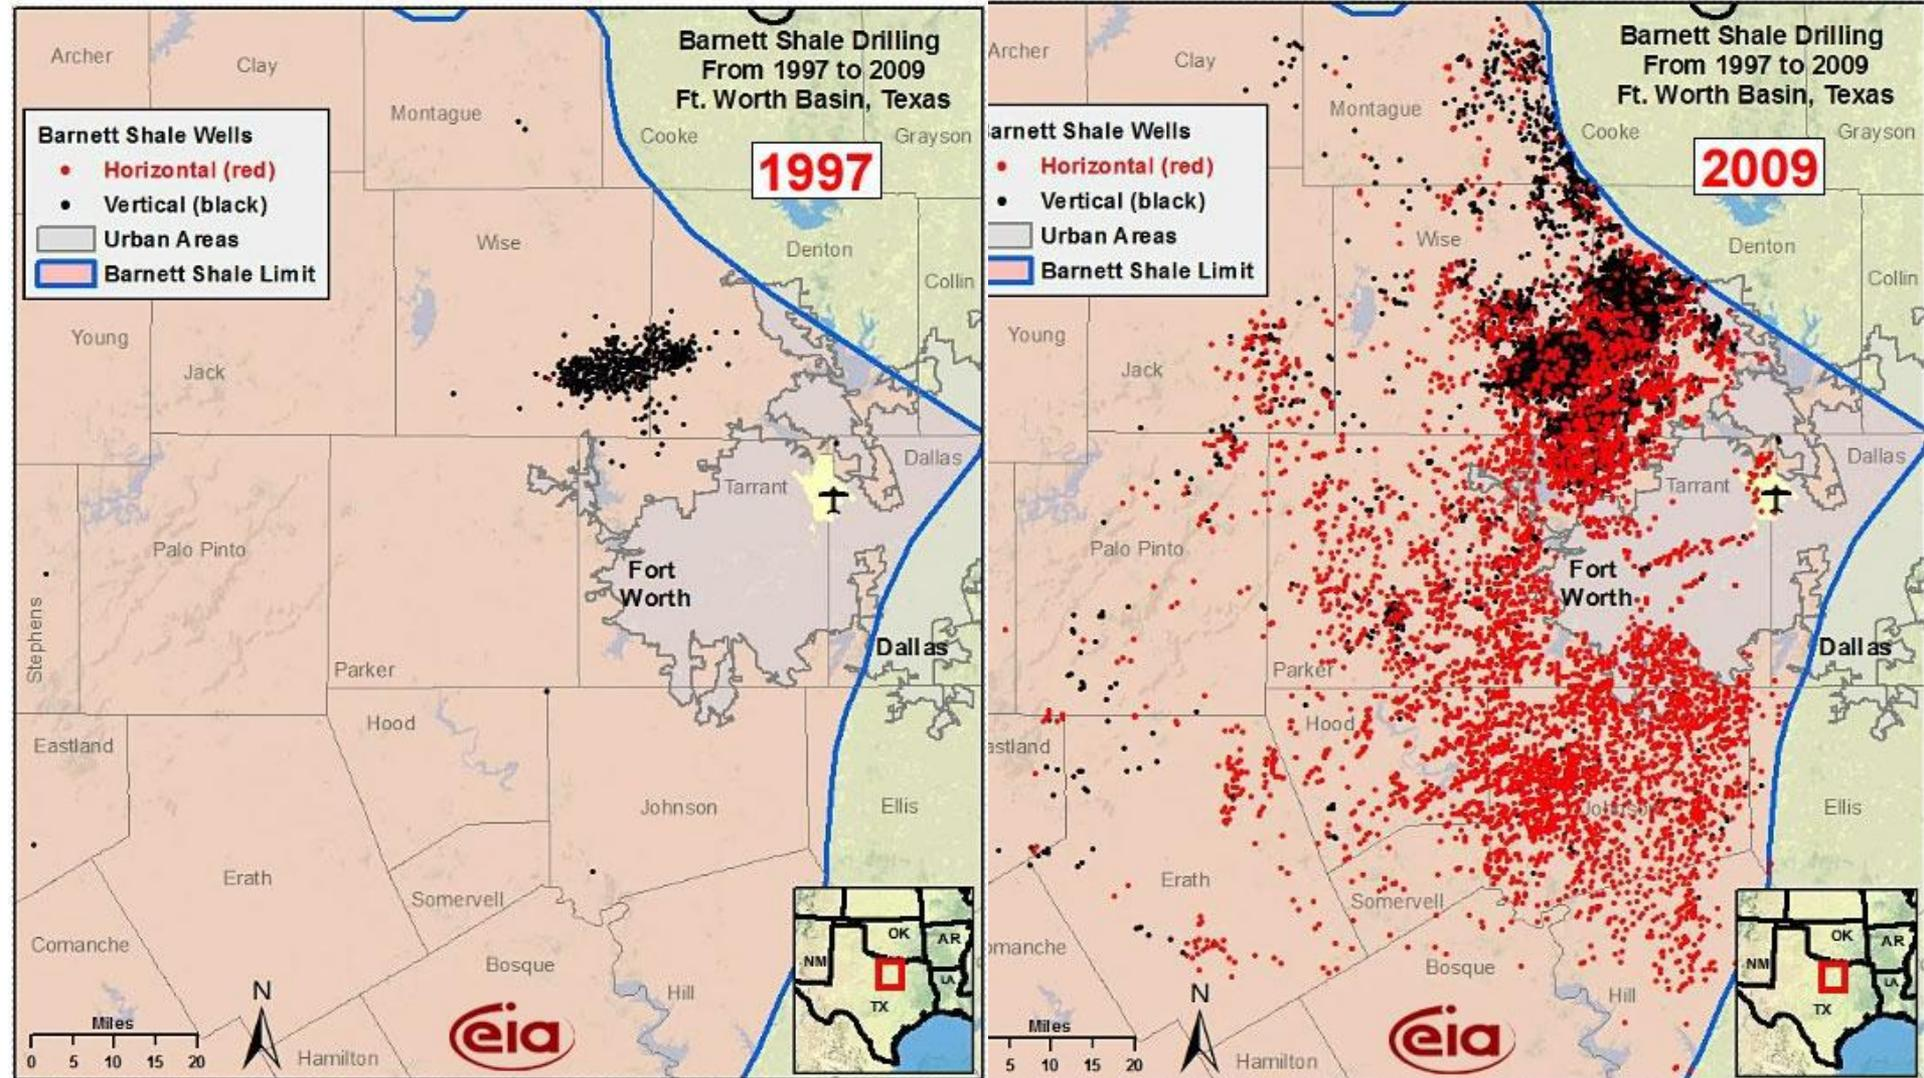 Barnett Shale Drilling
From 1997 to 2009
Ft. Worth Basin, Texas
1997
Barnett Shale Wells
Horizontal (red)
Vertical (black)
Urban Areas
Barnett Shale Limit
Archer
Clay
Montague
Cooke
Grayson
Wise
Denton
Collin
Young
Jack
Dallas
Tarrant
Palo Pinto
Fort
Worth
Stephens
Parker
Dallas
Hood
Eastland
Johnson
Ellis
Erath
Somervell
Comanche
Bosque
Hill
Hamilton
N
Miles
0 5 10 15 20
eia
OK
AR
NM
LA
TX
Barnett Shale Drilling
From 1997 to 2009
Ft. Worth Basin, Texas
2009
arnett Shale Wells
Horizontal (red)
Vertical (black)
Urban Areas
Barnett Shale Limit
Archer
Clay
Montague
Cooke
Grayson
Wise
Denton
Collin
Young
Jack
Dallas
Tarrant
Palo Pinto
Fort
Worth
Parker
Dallas
Hood
astland
Johnson
Ellis
Erath
Somervell
omanche
Bosque
Hill
Hamilton
N
Miles
5 10 15 20
eia
OK
AR
NM
LA
TX